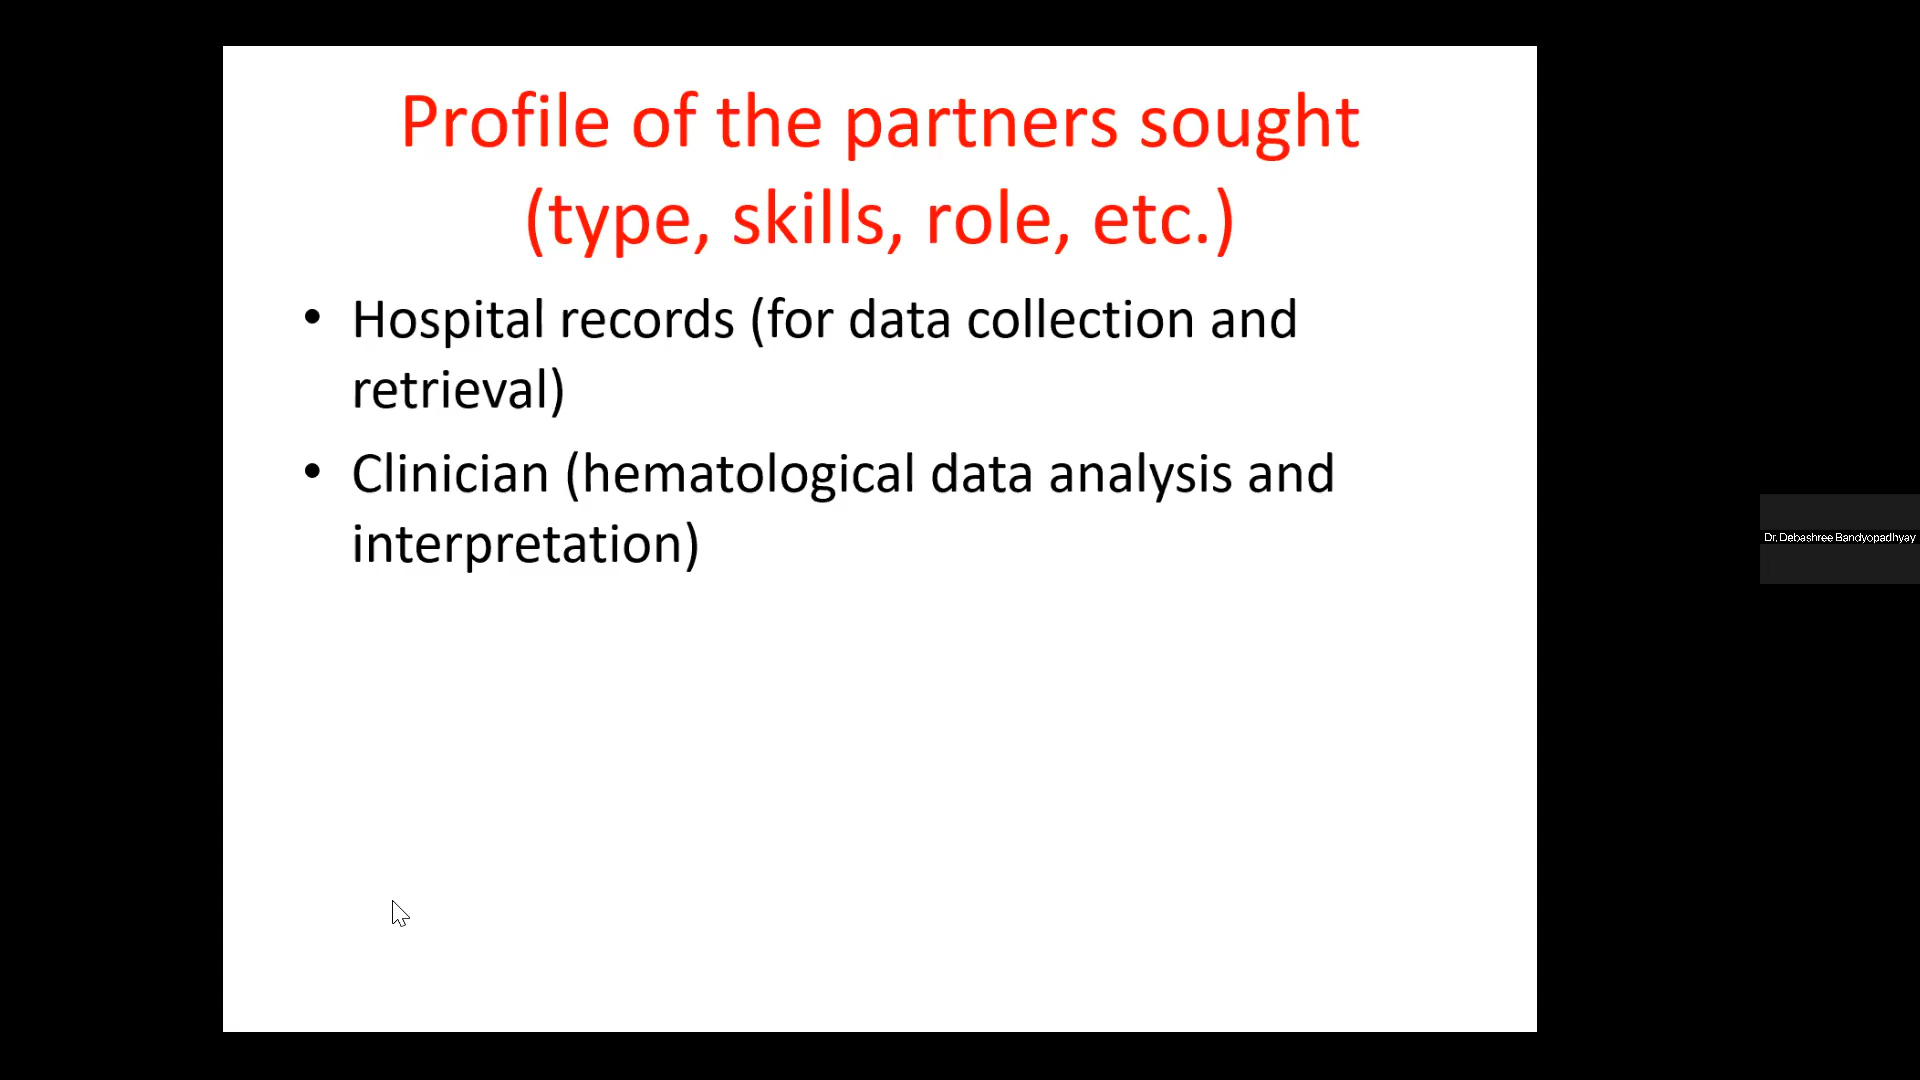 Profile of the partners sought
(type, skills, role, etc.)
• Hospital records (for data collection and
retrieval)
• Clinician (hematological data analysis and
interpretation)
Dr. Debashree Bandyopadhyay